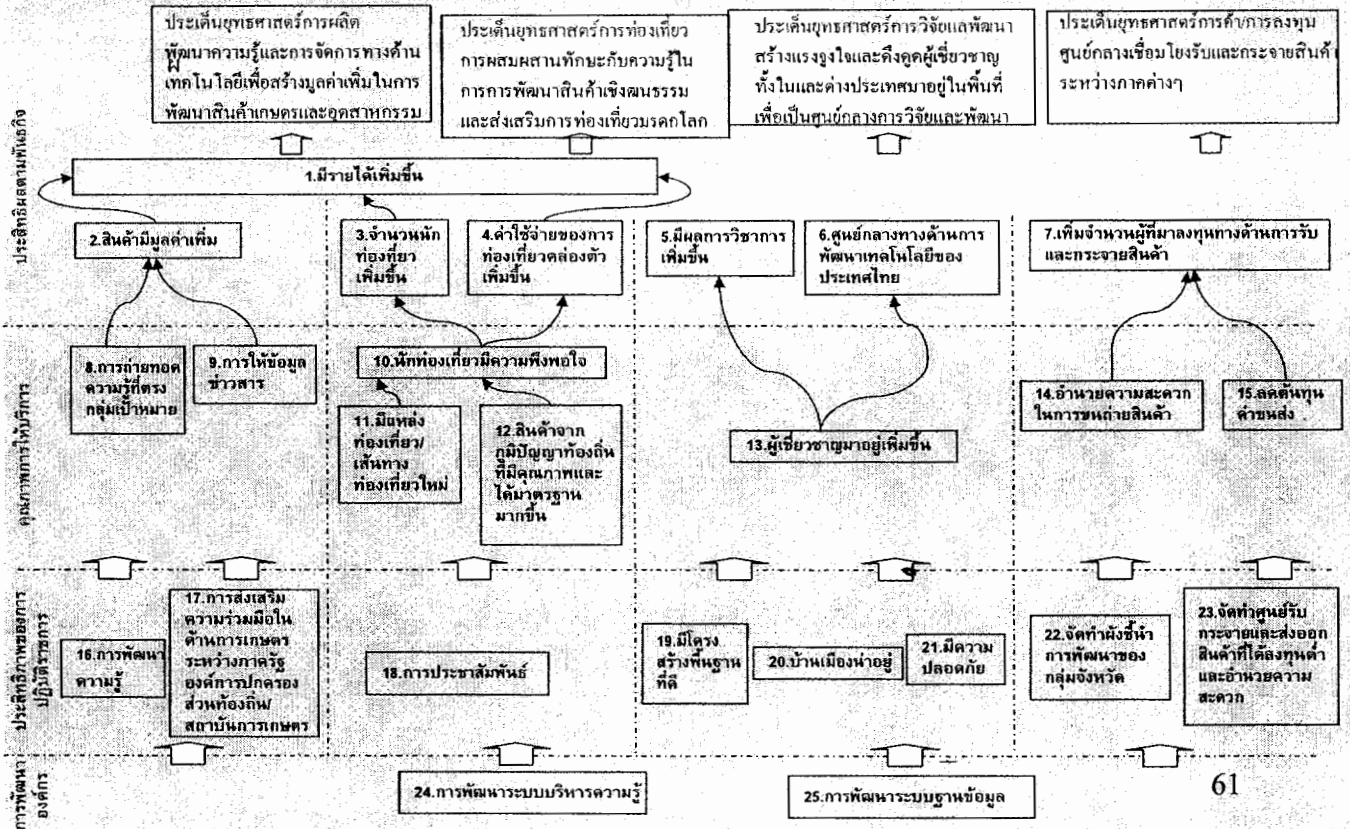 ประเด็นยุทธศาสตร์การผลิต
พัฒนาความรู้และการจัดการทางด้าน
ผ
เทคโนโลยีเพื่อสร้างมูลค่าเพิ่มในการ
พัฒนาสินค้าเกษตรและอุตสาหกรรม
ประเด็นยุทธศาสตร์การท่องเที่ยว
การผสมผสานทักษะกับความรู้ใน
การการพัฒนาสินค้าเชิงฒนธรรม
และส่งเสริมการท่องเที่ยวมรดกโลก
ประเด็นยุทธศาสตร์การวิจัยแลพัฒนา
สร้างแรงจูงใจและดึงดูดผู้เชี่ยวชาญ
ทั้งในและต่างประเทศมาอยู่ในพื้นที่
เพื่อเป็นศูนย์กลางการวิจัยและพัฒนา
ประเด็นยุทธศาสตร์การค้า/การลงทุน
ศูนย์กลางเชื่อมโยงรับและกระจายสินค้า
ระหว่างภาคต่างๆ
ประสิทธิผลตามพันธกิจ
1.มีรายได้เพิ่มขึ้น
2.สินค้ามีมูลค่าเพิ่ม
3.จำนวนนัก
ท่องเที่ยว
เพิ่มขึ้น
4.ค่าใช้จ่ายของการ
ท่องเที่ยวคล่องตัว
เพิ่มขึ้น
5.มีผลการวิชาการ
เพิ่มขึ้น
6.ศูนย์กลางทางด้านการ
พัฒนาเทคโนโลยีของ
ประเทศไทย
7.เพิ่มจำนวนผู้ที่มาลงทุนทางด้านการรับ
และกระจายสินค้า
คุณภาพการให้บริการ
8.การถ่ายทอด
ความรู้ที่ตรง
กลุ่มเป้าหมาย
9.การให้ข้อมูล
ข่าวสาร
10.นักท่องเที่ยวมีความพึงพอใจ
11.มีแหล่ง
ท่องเที่ยว/
เส้นทาง
ท่องเที่ยวใหม่
12.สินค้าจาก
ภูมิปัญญาท้องถิ่น
ที่มีคุณภาพและ
ได้มาตรฐาน
มากขึ้น
13.ผู้เชี่ยวชาญมาอยู่เพิ่มขึ้น
14.อำนวยความสะดวก
ในการขนถ่ายสินค้า
15.ลดต้นทุน
ค่าขนส่ง
ประสิทธิภาพของการ
ปฏิบัติราชการ
16.การพัฒนา
ความรู้
17.การส่งเสริม
ความร่วมมือใน
ด้านการเกษตร
ระหว่างภาครัฐ
องค์การปกครอง
ส่วนท้องถิ่น/
สถาบันการเกษตร
18.การประชาสัมพันธ์
19.มีโครง
สร้างพื้นฐาน
ที่ดี
20.บ้านเมืองน่าอยู่
21.มีความ
ปลอดภัย
22.จัดทำผังชี้นำ
การพัฒนาของ
กลุ่มจังหวัด
23.จัดทำศูนย์รับ
กระจายและส่งออก
สินค้าที่ได้ลงทุนต่ำ
และอำนวยความ
สะดวก
การพัฒนา
องค์กร
24.การพัฒนาระบบบริหารความรู้
25.การพัฒนาระบบฐานข้อมูล
61